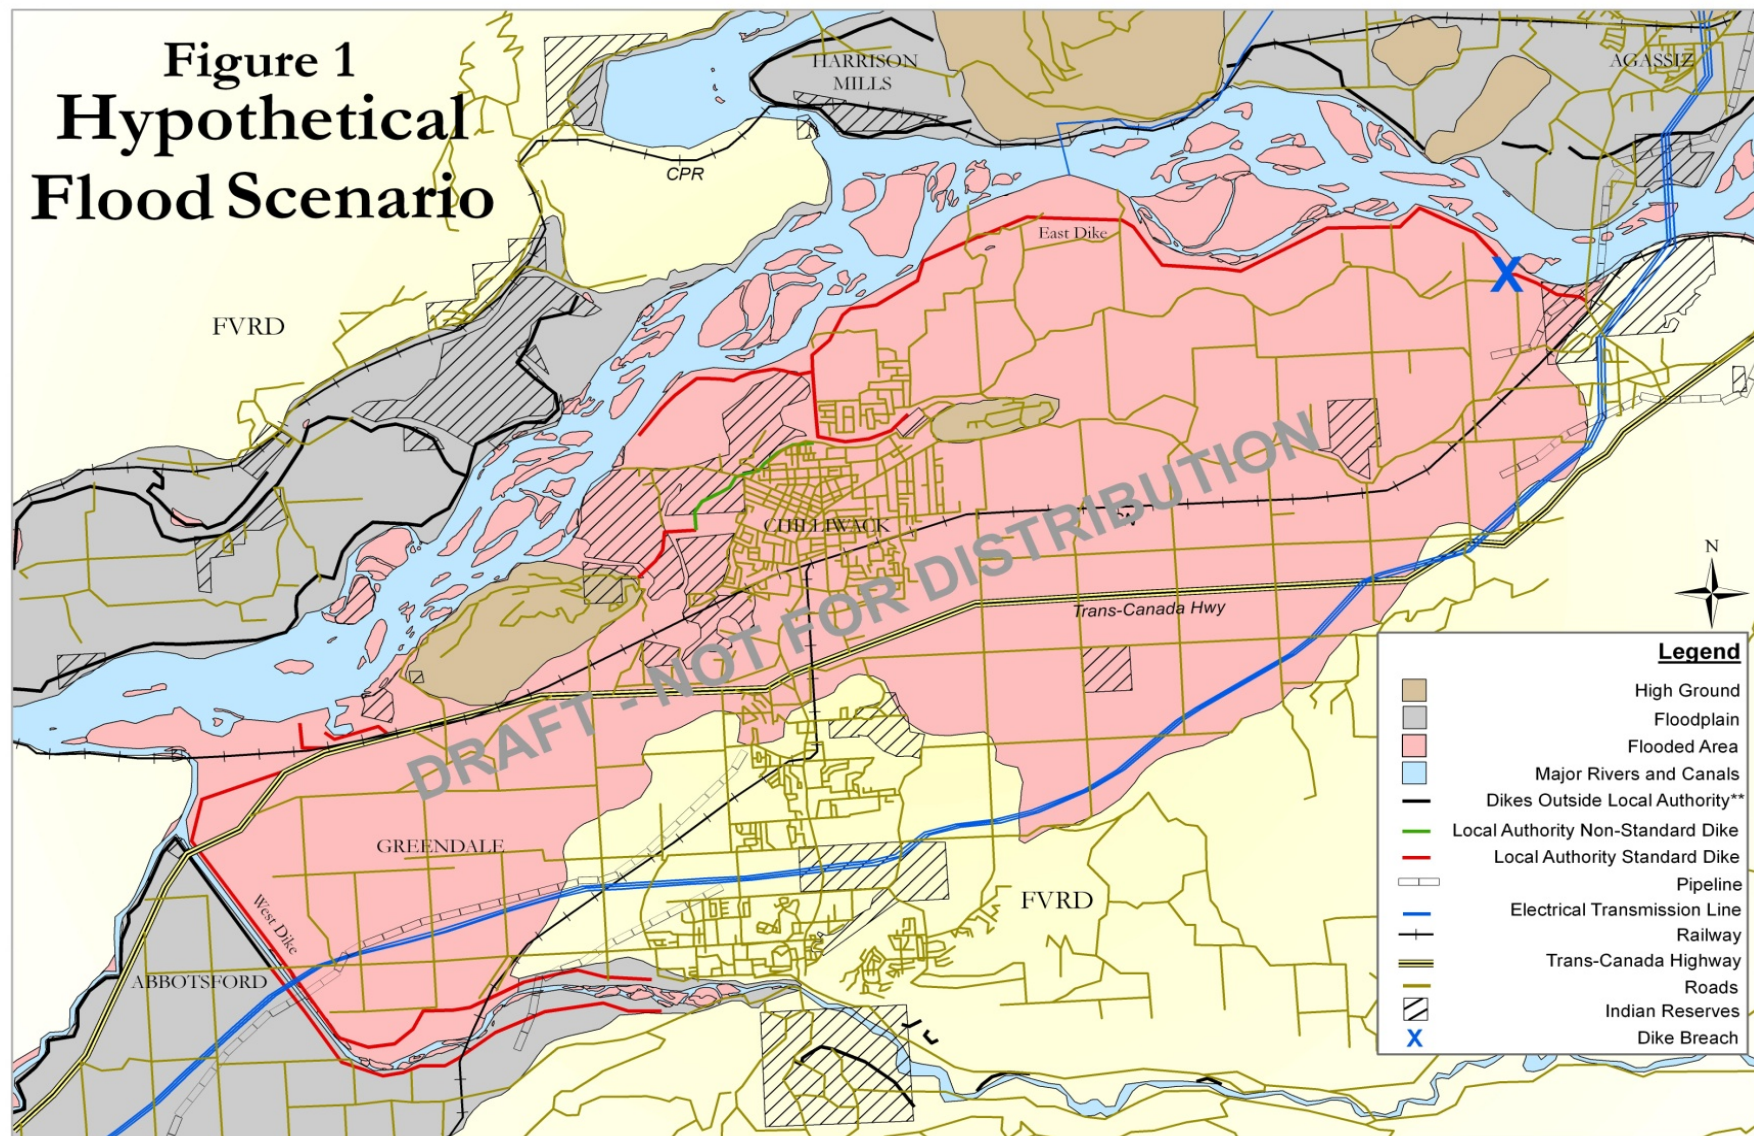 Figure 1
Hypothetical
Flood Scenario
HARRISON
MILLS
AGASSIZ
CPR
East Dike
FVRD
X
CHILLIWACK
CN
Trans-Canada Hwy
DRAFT - NOT FOR DISTRIBUTION
N
GREENDALE
West Dike
FVRD
ABBOTSFORD
Legend
High Ground
Floodplain
Flooded Area
Major Rivers and Canals
Dikes Outside Local Authority**
Local Authority Non-Standard Dike
Local Authority Standard Dike
Pipeline
Electrical Transmission Line
Railway
Trans-Canada Highway
Roads
Indian Reserves
X Dike Breach